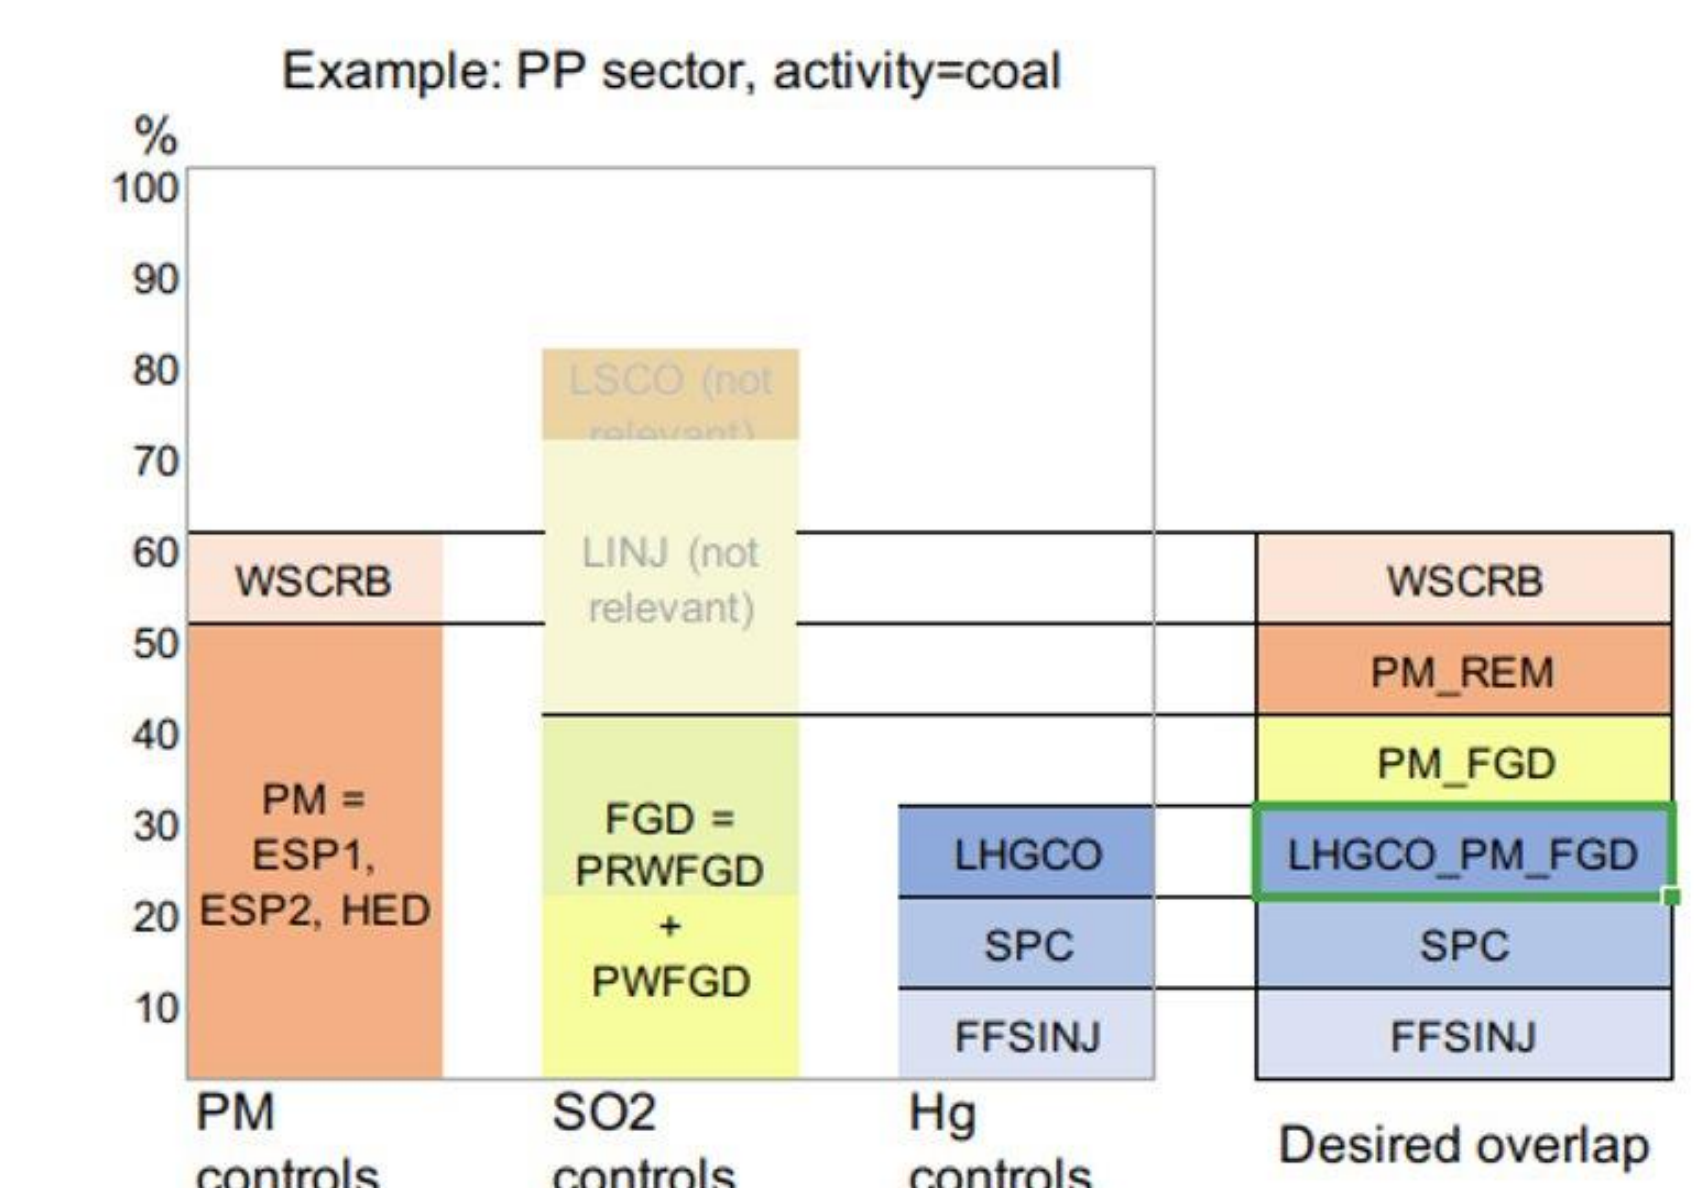 Example: PP sector, activity=coal
%
100
90
80
70
60
50
40
30
20
10
WSCRB
PM =
ESP1,
ESP2, HED
LSCO (not
relevant)
LINJ (not
relevant)
FGD =
PRWFGD
+
PWFGD
LHGCO
SPC
FFSINJ
WSCRB
PM_REM
PM_FGD
LHGCO_PM_FGD
SPC
FFSINJ
PM
controls
SO2
controls
Hg
controls
Desired overlap